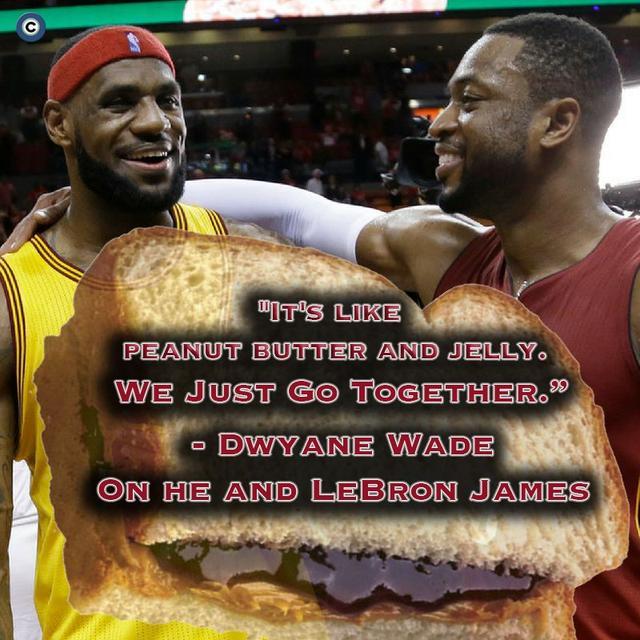 ©
"It's like
peanut butter and jelly.
We Just Go Together.”
- Dwyane Wade
On he and LeBron James